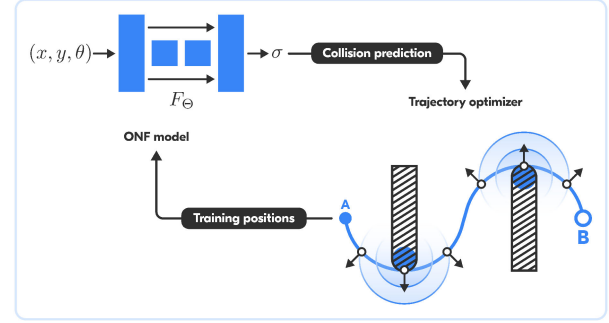 (x, y, θ)
σ
Collision prediction
F_Θ
Trajectory optimizer
ONF model
Training positions
A
B